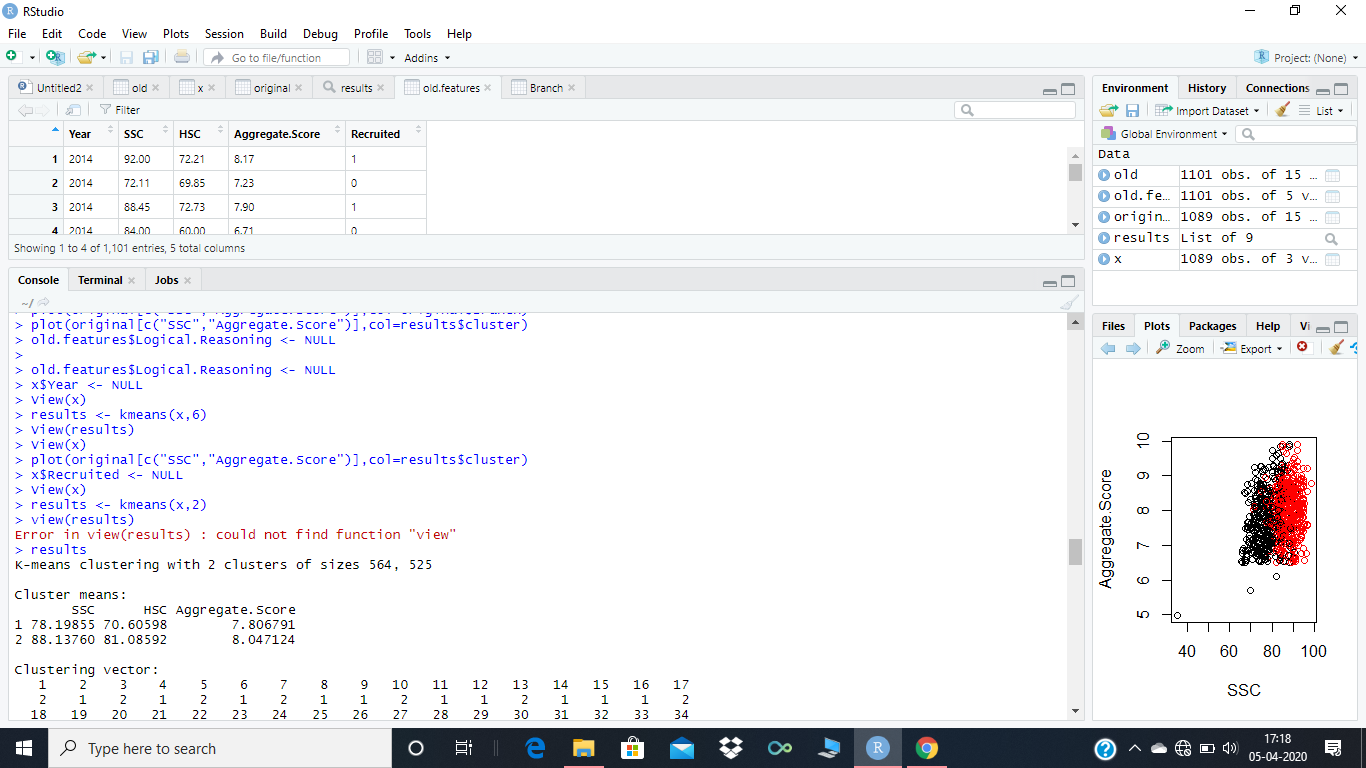 RStudio
File Edit Code View Plots Session Build Debug Profile Tools Help
Go to file/function Addins Project: (None)
Untitled2 old x original results old.features Branch
Filter
Year SSC HSC Aggregate.Score Recruited
1 2014 92.00 72.21 8.17 1
2 2014 72.11 69.85 7.23 0
3 2014 88.45 72.73 7.90 1
4 2014 84.00 60.00 6.71 0
Showing 1 to 4 of 1,101 entries, 5 total columns
Console Terminal Jobs
~/
> plot(original[c("SSC","Aggregate.Score")],col=results$cluster)
> old.features$Logical.Reasoning <- NULL
>
> old.features$Logical.Reasoning <- NULL
> x$Year <- NULL
> View(x)
> results <- kmeans(x,6)
> View(results)
> View(x)
> plot(original[c("SSC","Aggregate.Score")],col=results$cluster)
> x$Recruited <- NULL
> View(x)
> results <- kmeans(x,2)
> view(results)
Error in view(results) : could not find function "view"
> results
K-means clustering with 2 clusters of sizes 564, 525
Cluster means:
SSC HSC Aggregate.Score
1 78.19855 70.60598 7.806791
2 88.13760 81.08592 8.047124
Clustering vector:
1 2 3 4 5 6 7 8 9 10 11 12 13 14 15 16 17
2 1 2 1 2 1 2 1 1 2 1 1 2 1 1 1 2
18 19 20 21 22 23 24 25 26 27 28 29 30 31 32 33 34
Environment History Connections
Import Dataset List
Global Environment
Data
old 1101 obs. of 15 …
old.fe… 1101 obs. of 5 v…
origin… 1089 obs. of 15 …
results List of 9
x 1089 obs. of 3 v…
Files Plots Packages Help Vi
Zoom Export
Aggregate.Score
10
9
8
7
6
5
40 60 80 100
SSC
Type here to search
17:18
05-04-2020